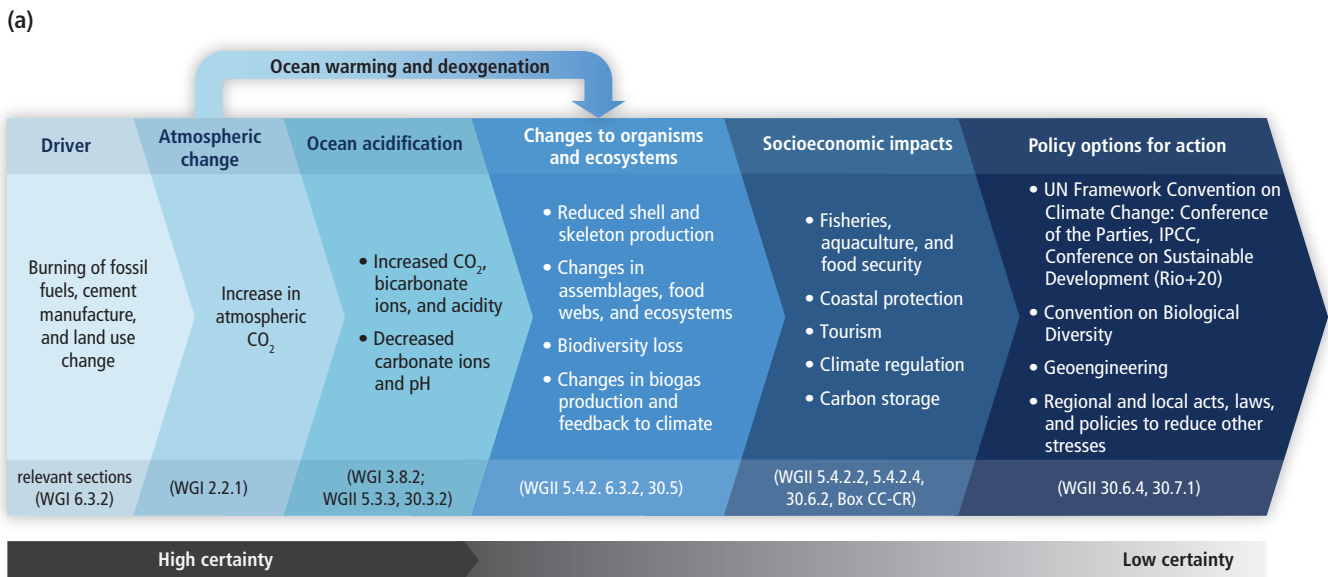 (a)
Ocean warming and deoxgenation
Driver
Atmospheric
change
Ocean acidification
Changes to organisms
and ecosystems
Socioeconomic impacts
Policy options for action
Burning of fossil
fuels, cement
manufacture,
and land use
change
Increase in
atmospheric
CO₂
• Increased CO₂,
bicarbonate
ions, and acidity
• Decreased
carbonate ions
and pH
• Reduced shell and
skeleton production
• Changes in
assemblages, food
webs, and ecosystems
• Biodiversity loss
• Changes in biogas
production and
feedback to climate
• Fisheries,
aquaculture, and
food security
• Coastal protection
• Tourism
• Climate regulation
• Carbon storage
• UN Framework Convention on
Climate Change: Conference
of the Parties, IPCC,
Conference on Sustainable
Development (Rio+20)
• Convention on Biological
Diversity
• Geoengineering
• Regional and local acts, laws,
and policies to reduce other
stresses
relevant sections
(WGI 6.3.2)
(WGI 2.2.1)
(WGI 3.8.2;
WGII 5.3.3, 30.3.2)
(WGII 5.4.2. 6.3.2, 30.5)
(WGII 5.4.2.2, 5.4.2.4,
30.6.2, Box CC-CR)
(WGII 30.6.4, 30.7.1)
High certainty
Low certainty